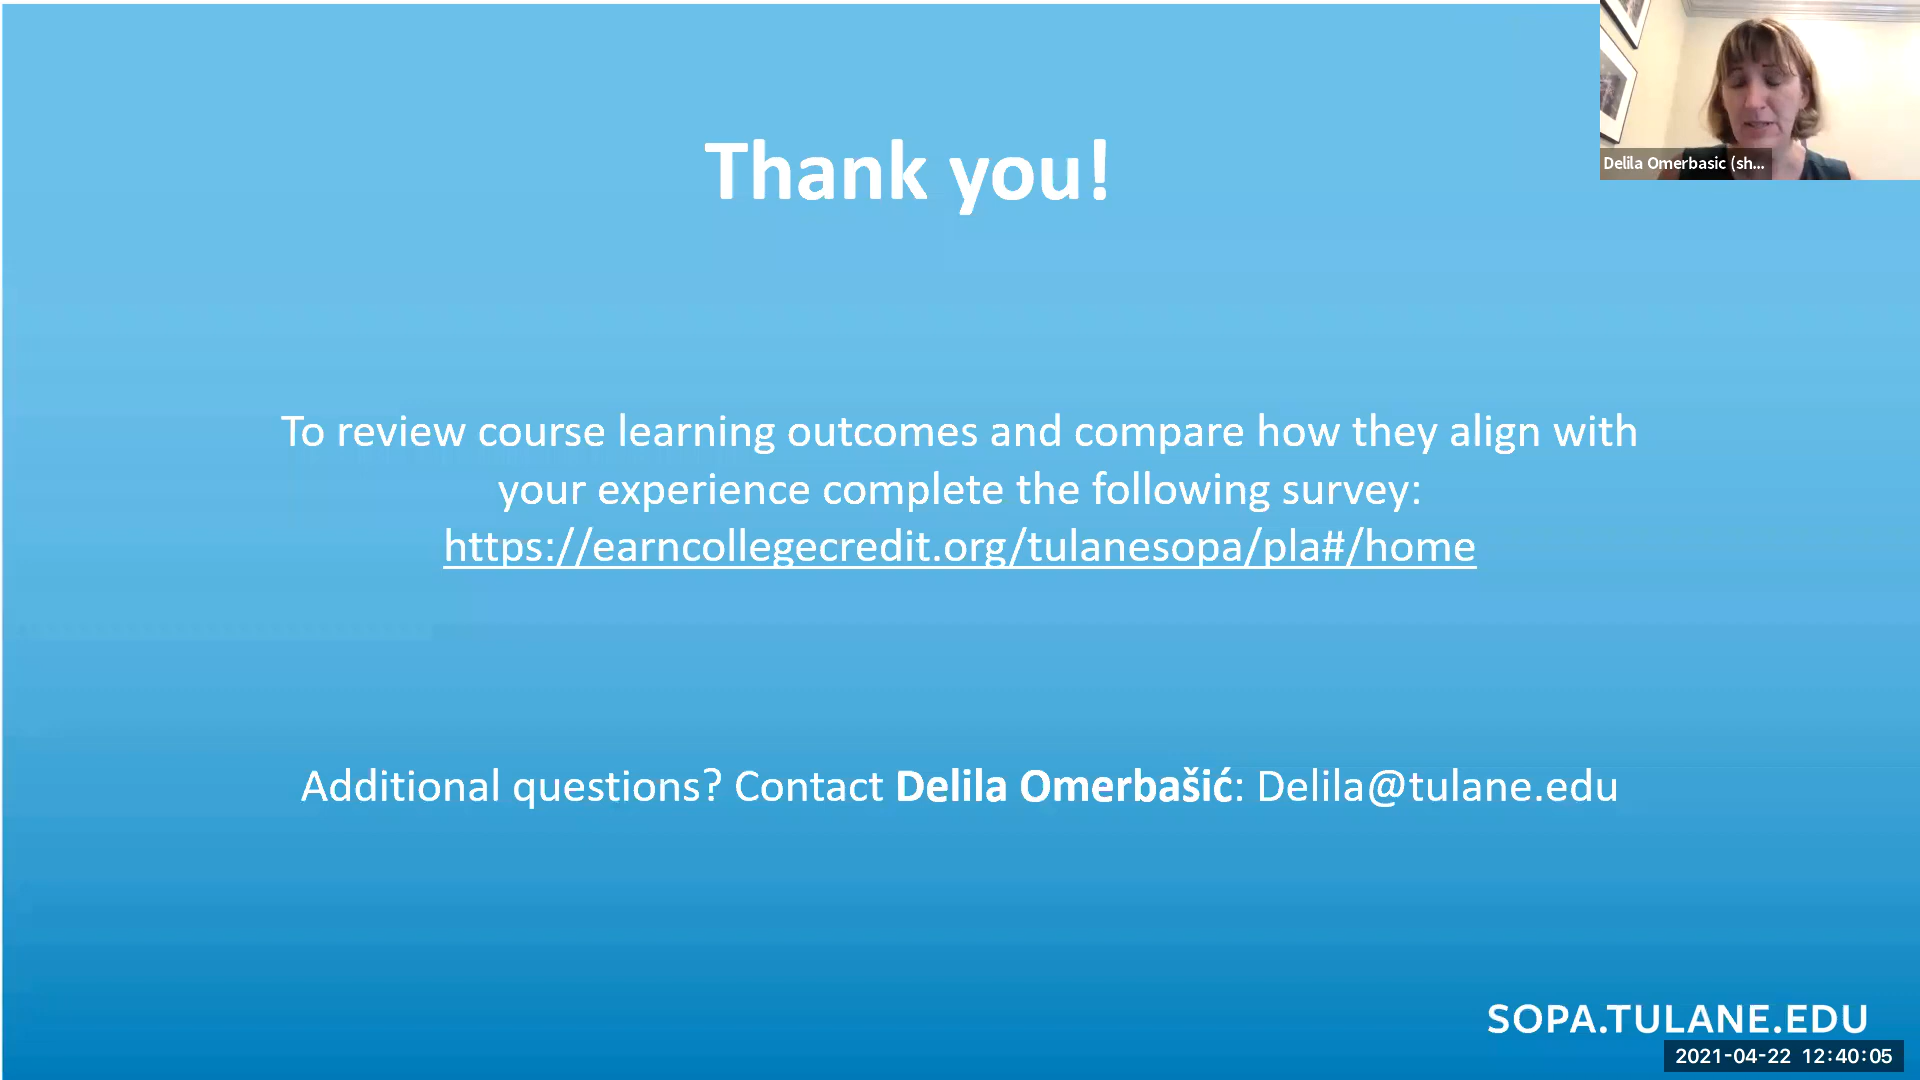 Thank you!
Delila Omerbasic (sh...
To review course learning outcomes and compare how they align with
your experience complete the following survey:
https://earncollegecredit.org/tulanesopa/pla#/home
Additional questions? Contact Delila Omerbašić: Delila@tulane.edu
SOPA.TULANE.EDU
2021-04-22 12:40:05